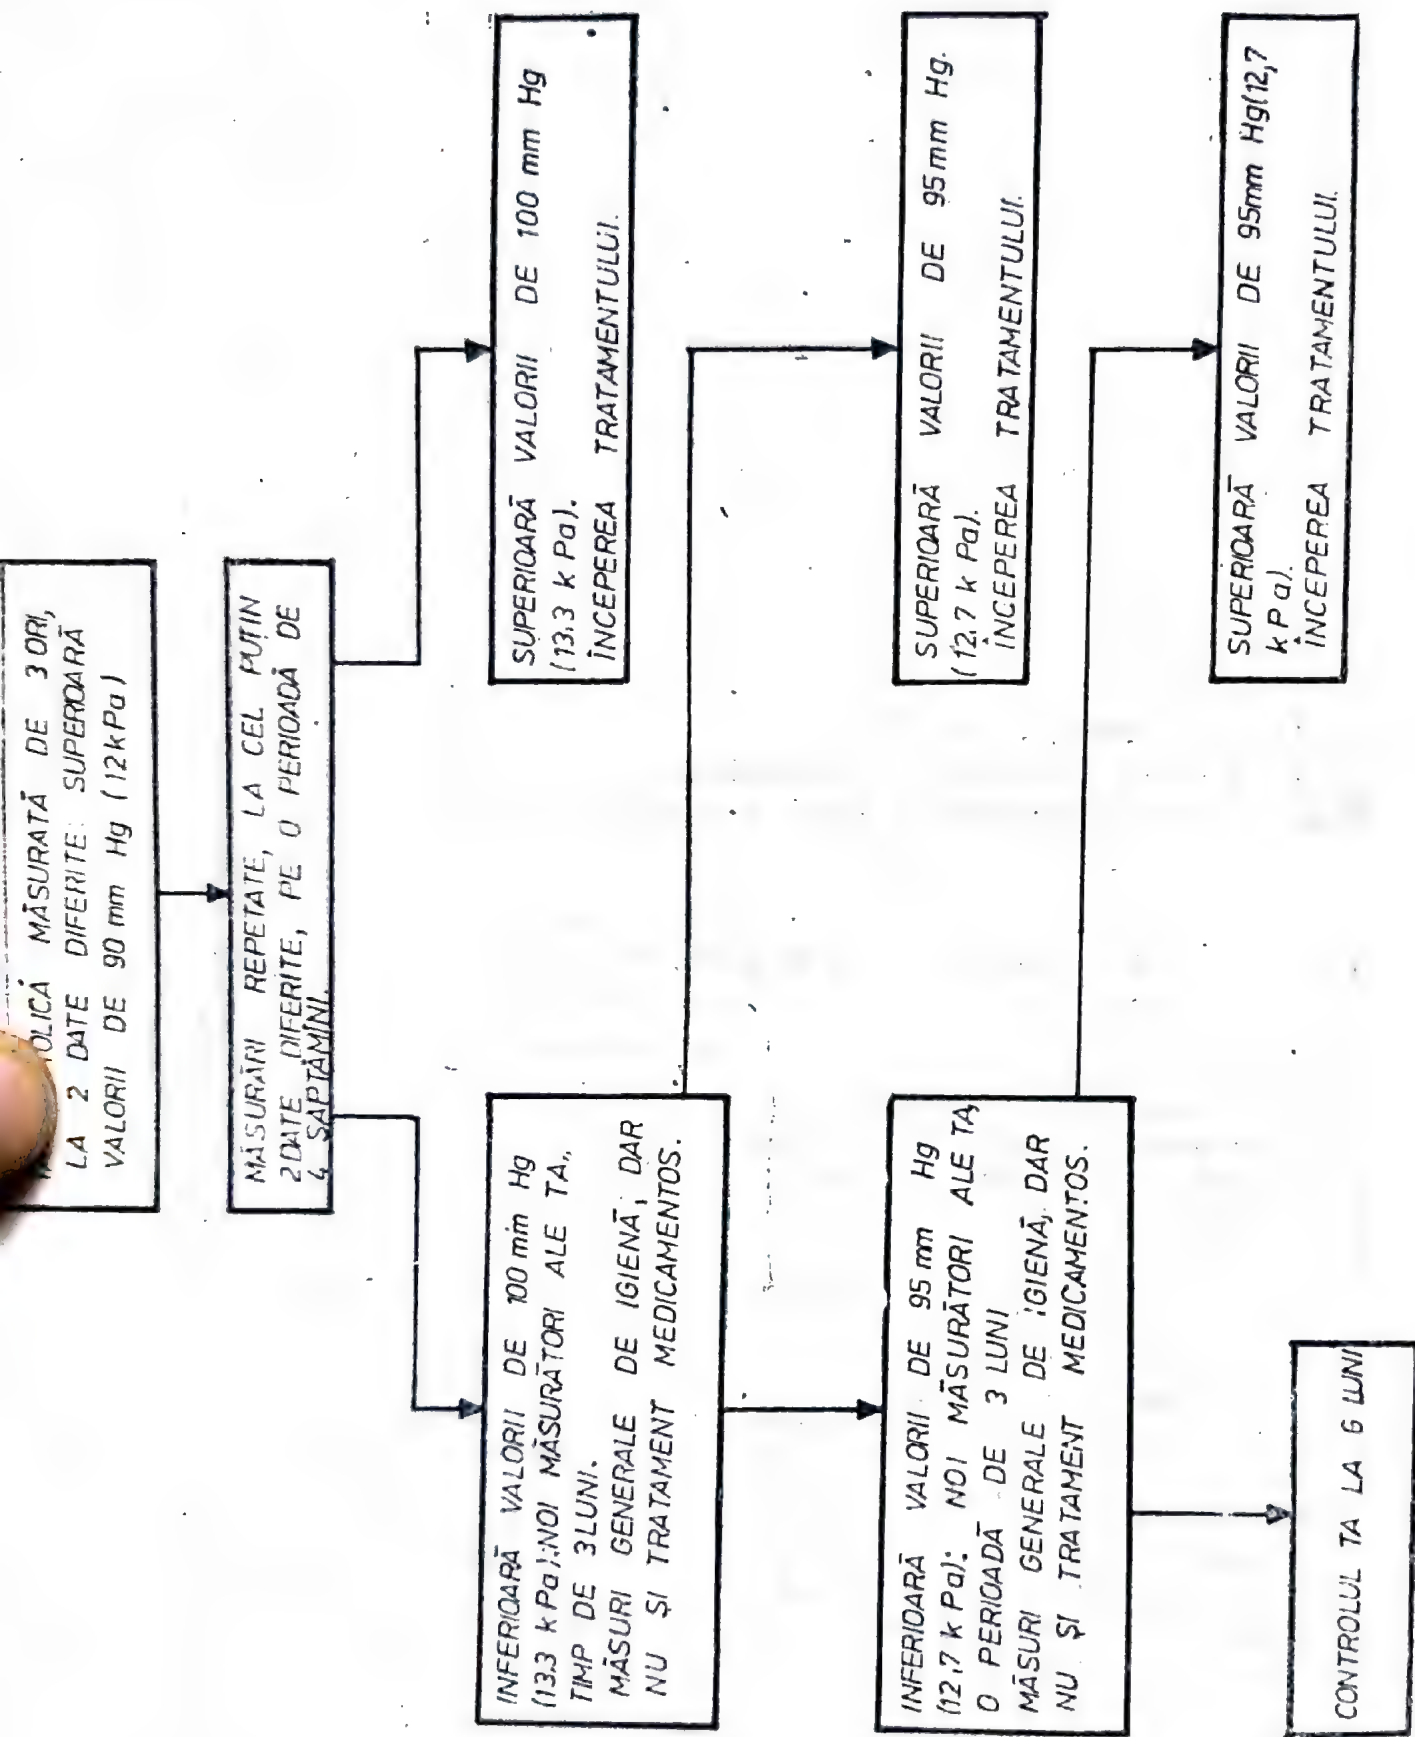 TOLICĂ MĂSURATĂ DE 3 ORI,
LA 2 DATE DIFERITE: SUPERIOARĂ
VALORII DE 90 mm Hg (12 kPa)
MĂSURĂRI REPETATE, LA CEL PUȚIN
2 DATE DIFERITE, PE O PERIOADĂ DE
4 SĂPTĂMÎNI.
SUPERIOARĂ VALORII DE 100 mm Hg
(13,3 k Pa).
ÎNCEPEREA TRATAMENTULUI.
INFERIOARĂ VALORII DE 100 mm Hg
(13.3 k Pa): NOI MĂSURĂTORI ALE TA.,
TIMP DE 3 LUNI.
MĂSURI GENERALE DE IGIENĂ, DAR
NU ȘI TRATAMENT MEDICAMENTOS.
SUPERIOARĂ VALORII DE 95 mm Hg.
(12,7 k Pa).
ÎNCEPEREA TRATAMENTULUI.
INFERIOARĂ VALORII DE 95 mm Hg
(12,7 k Pa): NOI MĂSURĂTORI ALE TA,
O PERIOADĂ DE 3 LUNI
MĂSURI GENERALE DE IGIENĂ, DAR
NU ȘI TRATAMENT MEDICAMENTOS.
SUPERIOARĂ VALORII DE 95mm Hg(12,7
k P a).
ÎNCEPEREA TRATAMENTULUI.
CONTROLUL TA LA 6 LUNI